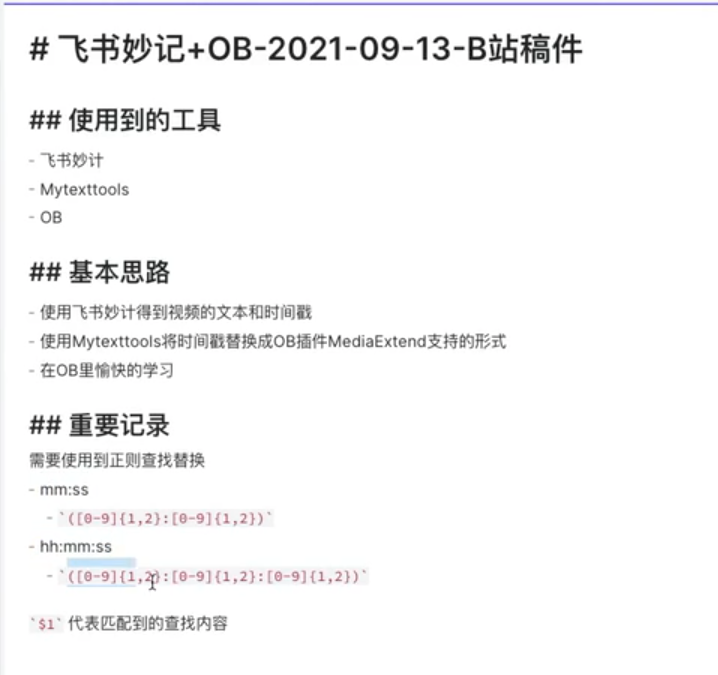 # 飞书妙记+OB-2021-09-13-B站稿件
## 使用到的工具
- 飞书妙计
- Mytexttools
- OB
## 基本思路
- 使用飞书妙计得到视频的文本和时间戳
- 使用Mytexttools将时间戳替换成OB插件MediaExtend支持的形式
- 在OB里愉快的学习
## 重要记录
需要使用到正则查找替换
- mm:ss
- `([0-9]{1,2}:[0-9]{1,2})`
- hh:mm:ss
- `([0-9]{1,2}:[0-9]{1,2}:[0-9]{1,2})`
`$1` 代表匹配到的查找内容